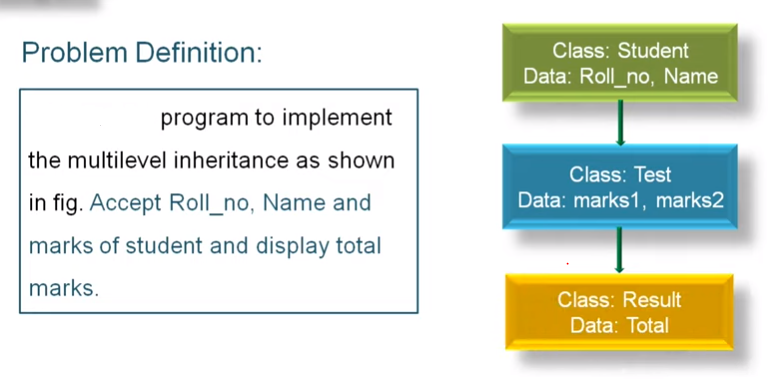 Problem Definition:
program to implement
the multilevel inheritance as shown
in fig. Accept Roll_no, Name and
marks of student and display total
marks.
Class: Student
Data: Roll_no, Name
Class: Test
Data: marks1, marks2
Class: Result
Data: Total